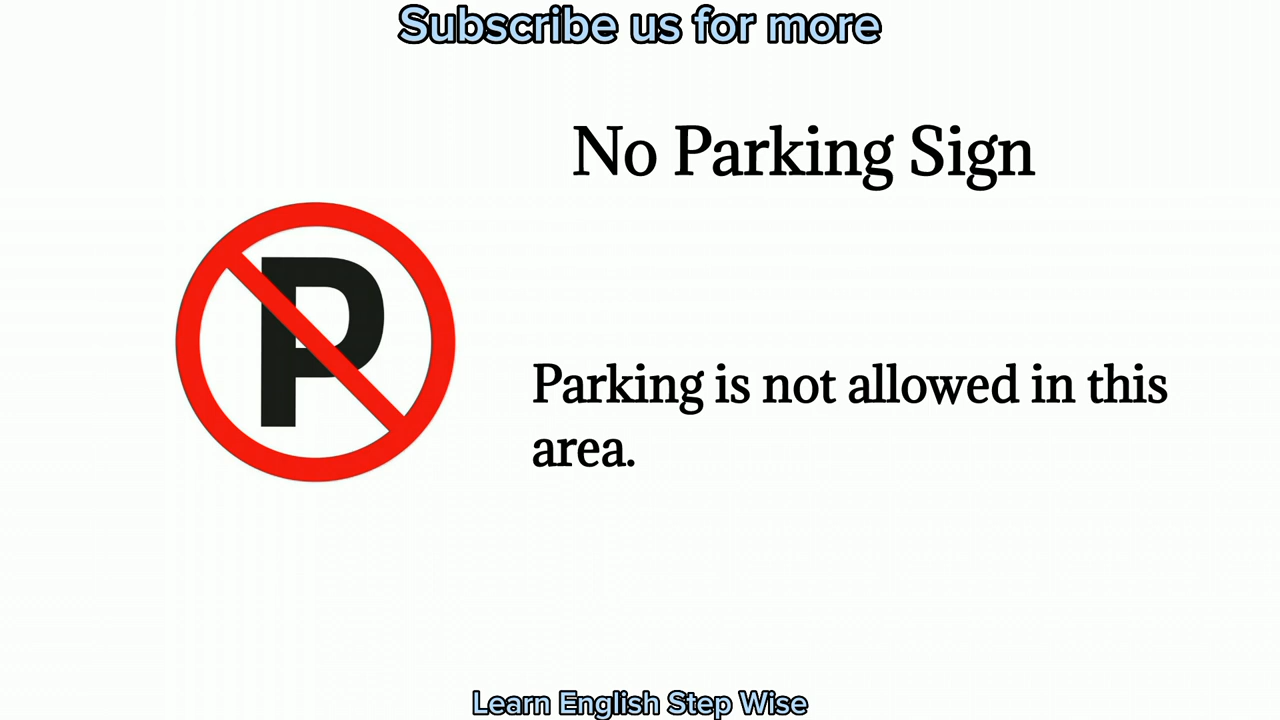 Subscribe us for more
No Parking Sign
P
Parking is not allowed in this
area.
Learn English Step Wise